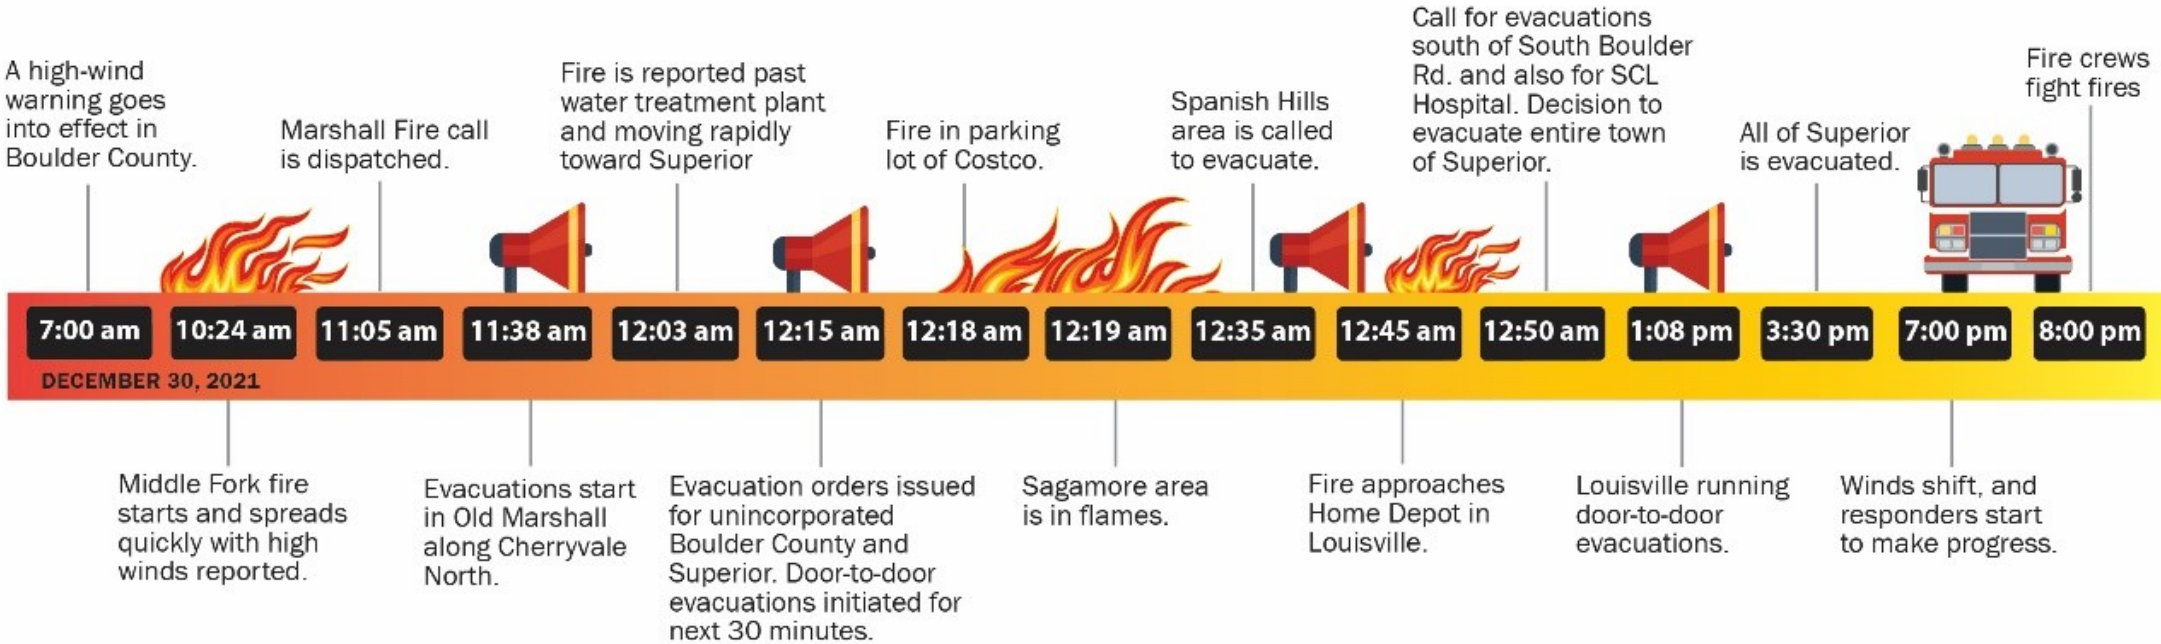 A high-wind
warning goes
into effect in
Boulder County.
Marshall Fire call
is dispatched.
Fire is reported past
water treatment plant
and moving rapidly
toward Superior
Fire in parking
lot of Costco.
Spanish Hills
area is called
to evacuate.
Call for evacuations
south of South Boulder
Rd. and also for SCL
Hospital. Decision to
evacuate entire town
of Superior.
All of Superior
is evacuated.
Fire crews
fight fires
7:00 am
10:24 am
11:05 am
11:38 am
12:03 am
12:15 am
12:18 am
12:19 am
12:35 am
12:45 am
12:50 am
1:08 pm
3:30 pm
7:00 pm
8:00 pm
DECEMBER 30, 2021
Middle Fork fire
starts and spreads
quickly with high
winds reported.
Evacuations start
in Old Marshall
along Cherryvale
North.
Evacuation orders issued
for unincorporated
Boulder County and
Superior. Door-to-door
evacuations initiated for
next 30 minutes.
Sagamore area
is in flames.
Fire approaches
Home Depot in
Louisville.
Louisville running
door-to-door
evacuations.
Winds shift, and
responders start
to make progress.